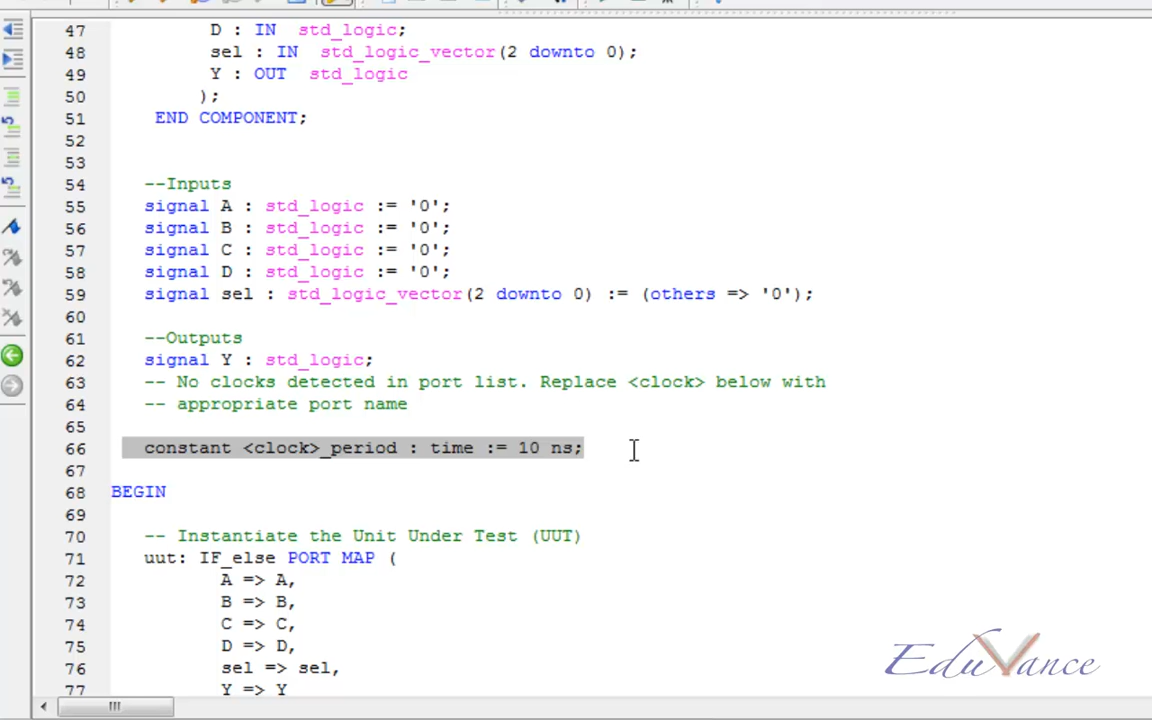 47 D : IN std_logic;
48 sel : IN std_logic_vector(2 downto 0);
49 Y : OUT std_logic
50 );
51 END COMPONENT;
52
53
54 --Inputs
55 signal A : std_logic := '0';
56 signal B : std_logic := '0';
57 signal C : std_logic := '0';
58 signal D : std_logic := '0';
59 signal sel : std_logic_vector(2 downto 0) := (others => '0');
60
61 --Outputs
62 signal Y : std_logic;
63 -- No clocks detected in port list. Replace <clock> below with
64 -- appropriate port name
65
66 constant <clock>_period : time := 10 ns;
67
68 BEGIN
69
70 -- Instantiate the Unit Under Test (UUT)
71 uut: IF_else PORT MAP (
72 A => A,
73 B => B,
74 C => C,
75 D => D,
76 sel => sel,
77 Y => Y
EduVance